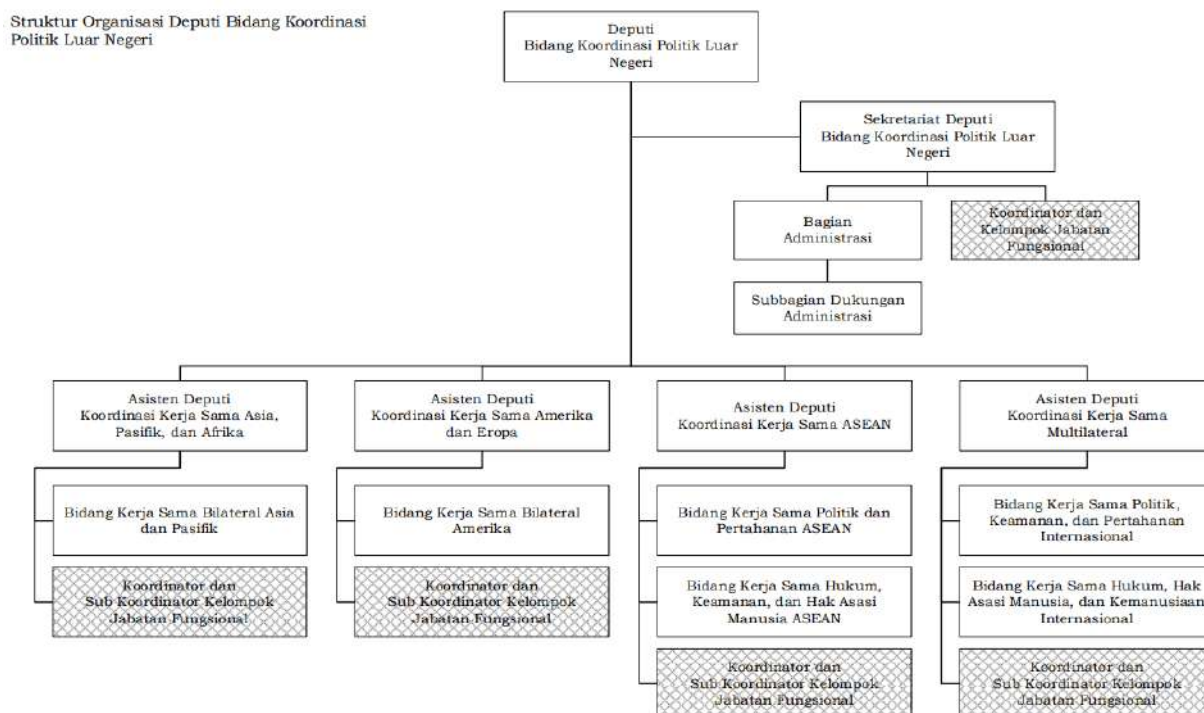 Struktur Organisasi Deputi Bidang Koordinasi
Politik Luar Negeri
Deputi
Bidang Koordinasi Politik Luar
Negeri
Sekretariat Deputi
Bidang Koordinasi Politik Luar
Negeri
Bagian
Administrasi
Koordinator dan
Kelompok Jabatan
Fungsional
Subbagian Dukungan
Administrasi
Asisten Deputi
Koordinasi Kerja Sama Asia,
Pasifik, dan Afrika
Asisten Deputi
Koordinasi Kerja Sama Amerika
dan Eropa
Asisten Deputi
Koordinasi Kerja Sama ASEAN
Asisten Deputi
Koordinasi Kerja Sama
Multilateral
Bidang Kerja Sama Bilateral Asia
dan Pasifik
Bidang Kerja Sama Bilateral
Amerika
Bidang Kerja Sama Politik dan
Pertahanan ASEAN
Bidang Kerja Sama Politik,
Keamanan, dan Pertahanan
Internasional
Koordinator dan
Sub Koordinator Kelompok
Jabatan Fungsional
Koordinator dan
Sub Koordinator Kelompok
Jabatan Fungsional
Bidang Kerja Sama Hukum,
Keamanan, dan Hak Asasi
Manusia ASEAN
Bidang Kerja Sama Hukum, Hak
Asasi Manusia, dan Kemanusiaan
Internasional
Koordinator dan
Sub Koordinator Kelompok
Jabatan Fungsional
Koordinator dan
Sub Koordinator Kelompok
Jabatan Fungsional